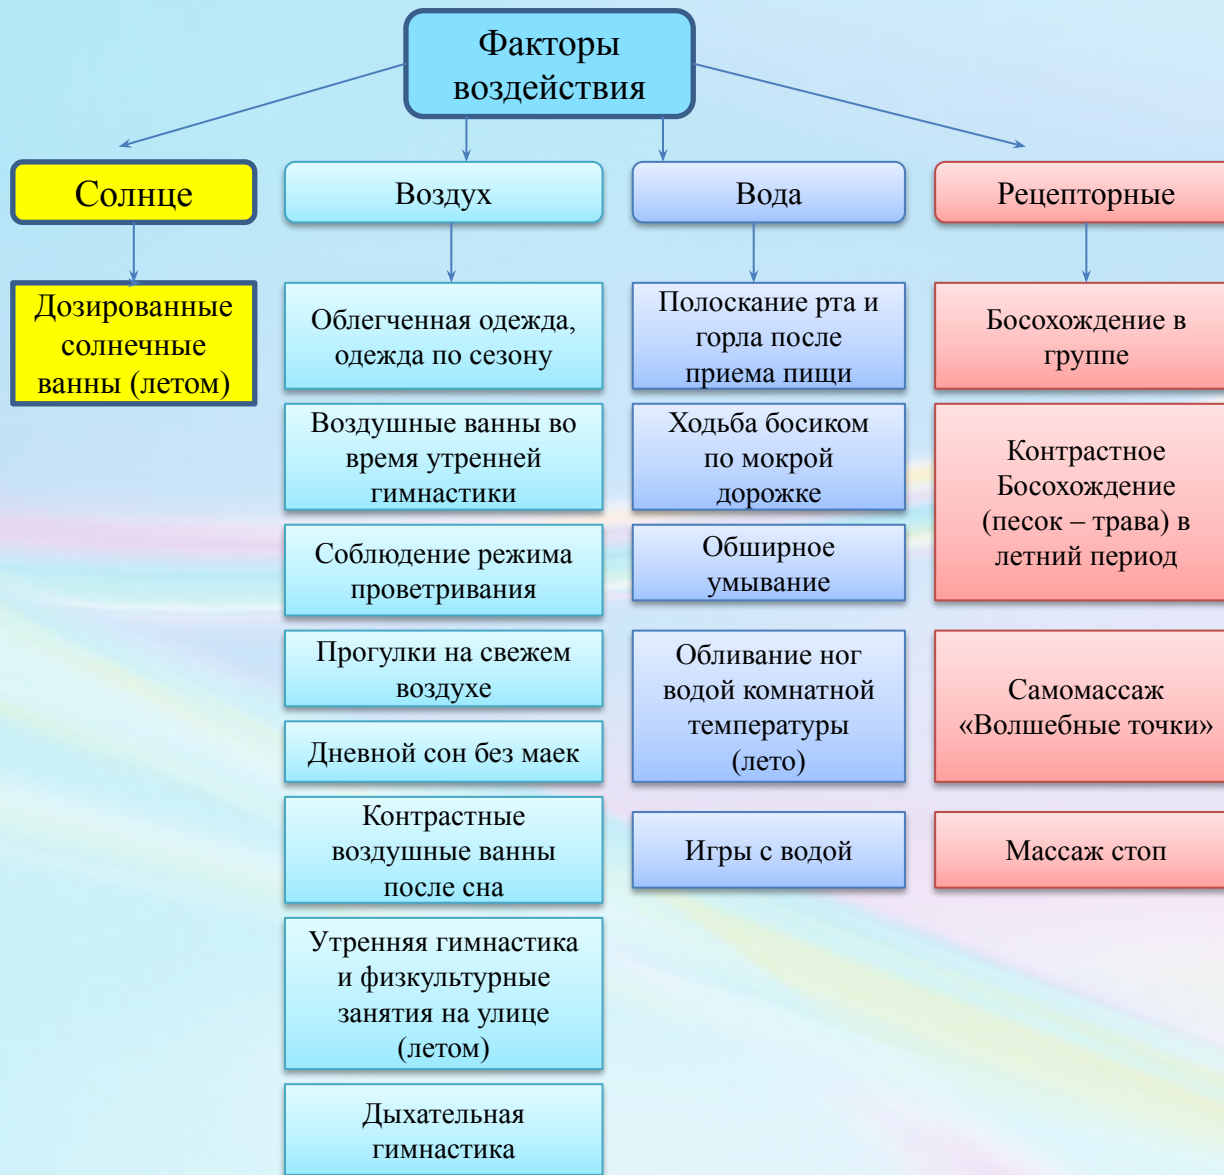 Факторы
воздействия
Солнце
Дозированные
солнечные
ванны (летом)
Воздух
Облегченная одежда,
одежда по сезону
Воздушные ванны во
время утренней
гимнастики
Соблюдение режима
проветривания
Прогулки на свежем
воздухе
Дневной сон без маек
Контрастные
воздушные ванны
после сна
Утренняя гимнастика
и физкультурные
занятия на улице
(летом)
Дыхательная
гимнастика
Вода
Полоскание рта и
горла после
приема пищи
Ходьба босиком
по мокрой
дорожке
Обширное
умывание
Обливание ног
водой комнатной
температуры
(лето)
Игры с водой
Рецепторные
Босохождение в
группе
Контрастное
Босохождение
(песок – трава) в
летний период
Самомассаж
«Волшебные точки»
Массаж стоп